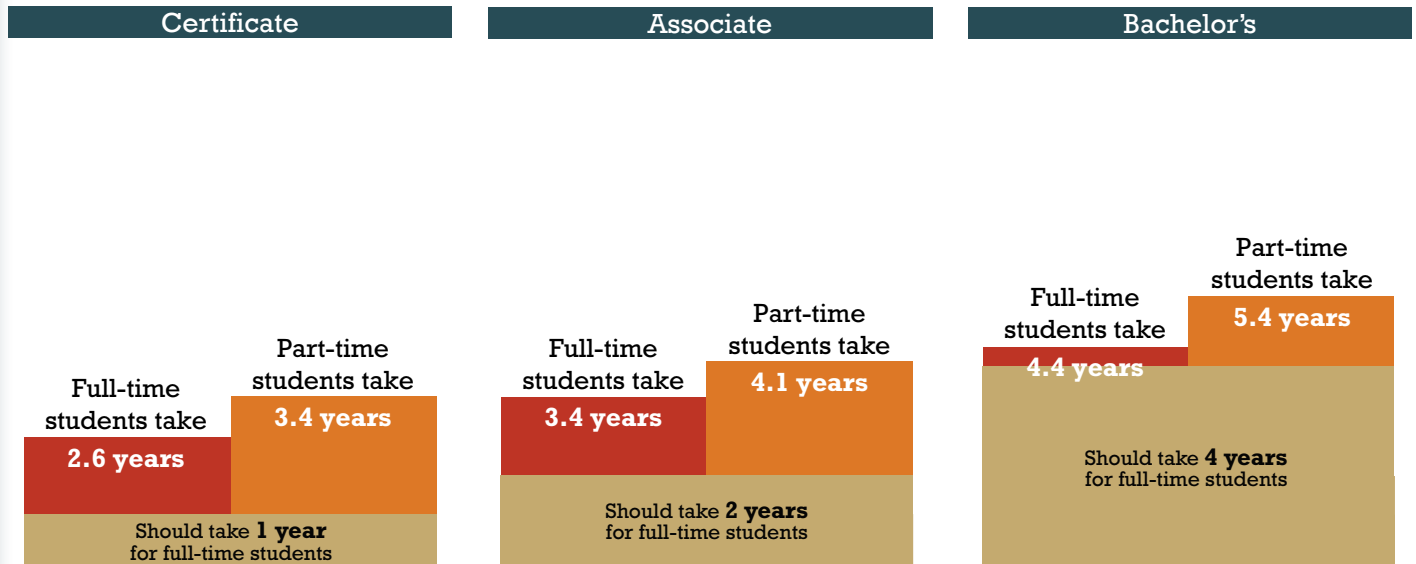 Certificate
Full-time
students take
2.6 years
Part-time
students take
3.4 years
Should take 1 year
for full-time students
Associate
Full-time
students take
3.4 years
Part-time
students take
4.1 years
Should take 2 years
for full-time students
Bachelor’s
Full-time
students take
4.4 years
Part-time
students take
5.4 years
Should take 4 years
for full-time students